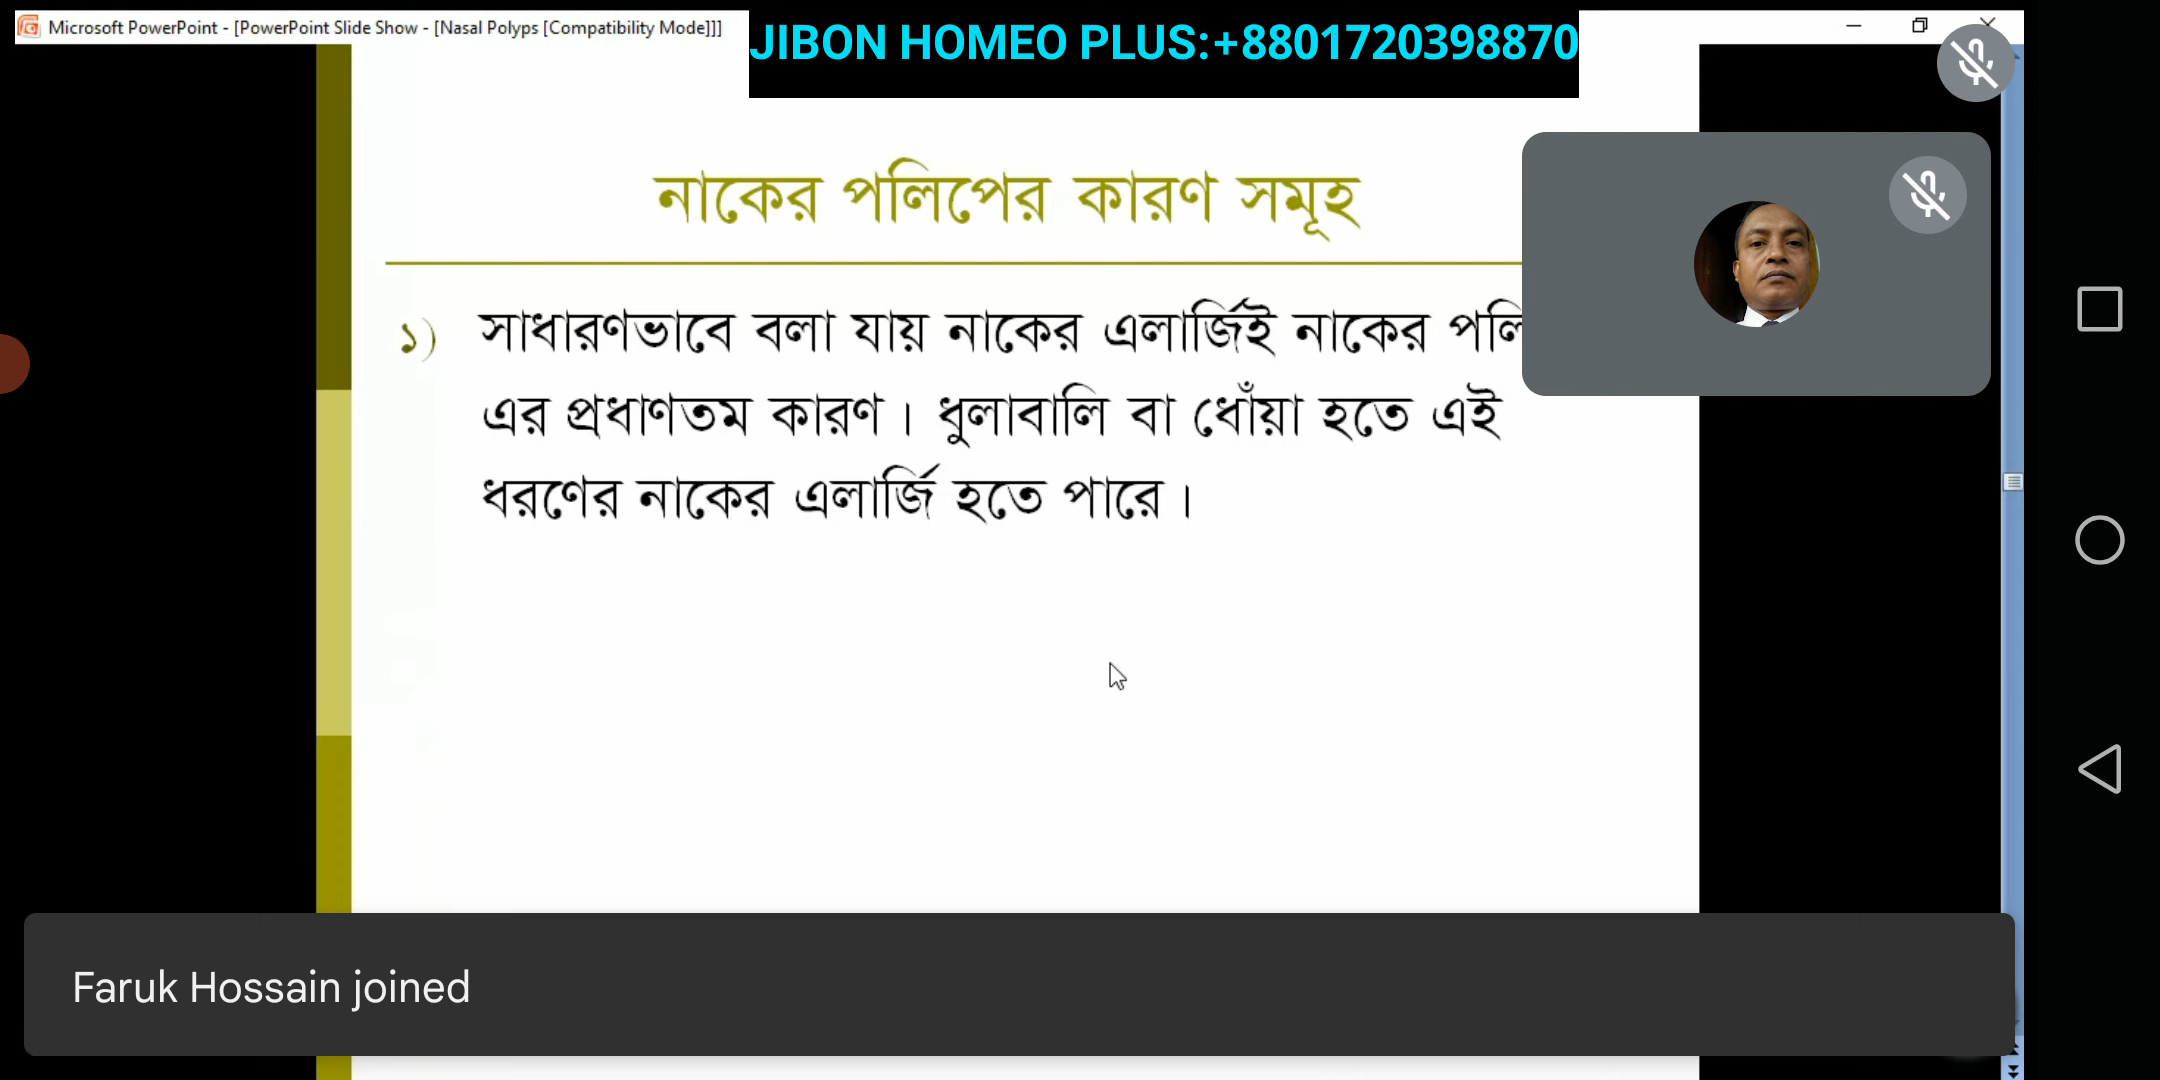 Microsoft PowerPoint - [PowerPoint Slide Show - [Nasal Polyps [Compatibility Mode]]]
JIBON HOMEO PLUS:+8801720398870
নাকের পলিপের কারণ সমূহ
১) সাধারণভাবে বলা যায় নাকের এলার্জিই নাকের পলি
এর প্রধাণতম কারণ। ধুলাবালি বা ধোঁয়া হতে এই
ধরণের নাকের এলার্জি হতে পারে।
Faruk Hossain joined